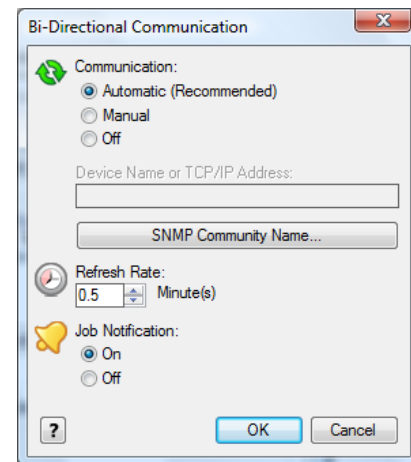 Bi-Directional Communication
Communication:
Automatic (Recommended)
Manual
Off
Device Name or TCP/IP Address:
SNMP Community Name...
Refresh Rate:
0.5 Minute(s)
Job Notification:
On
Off
? OK Cancel